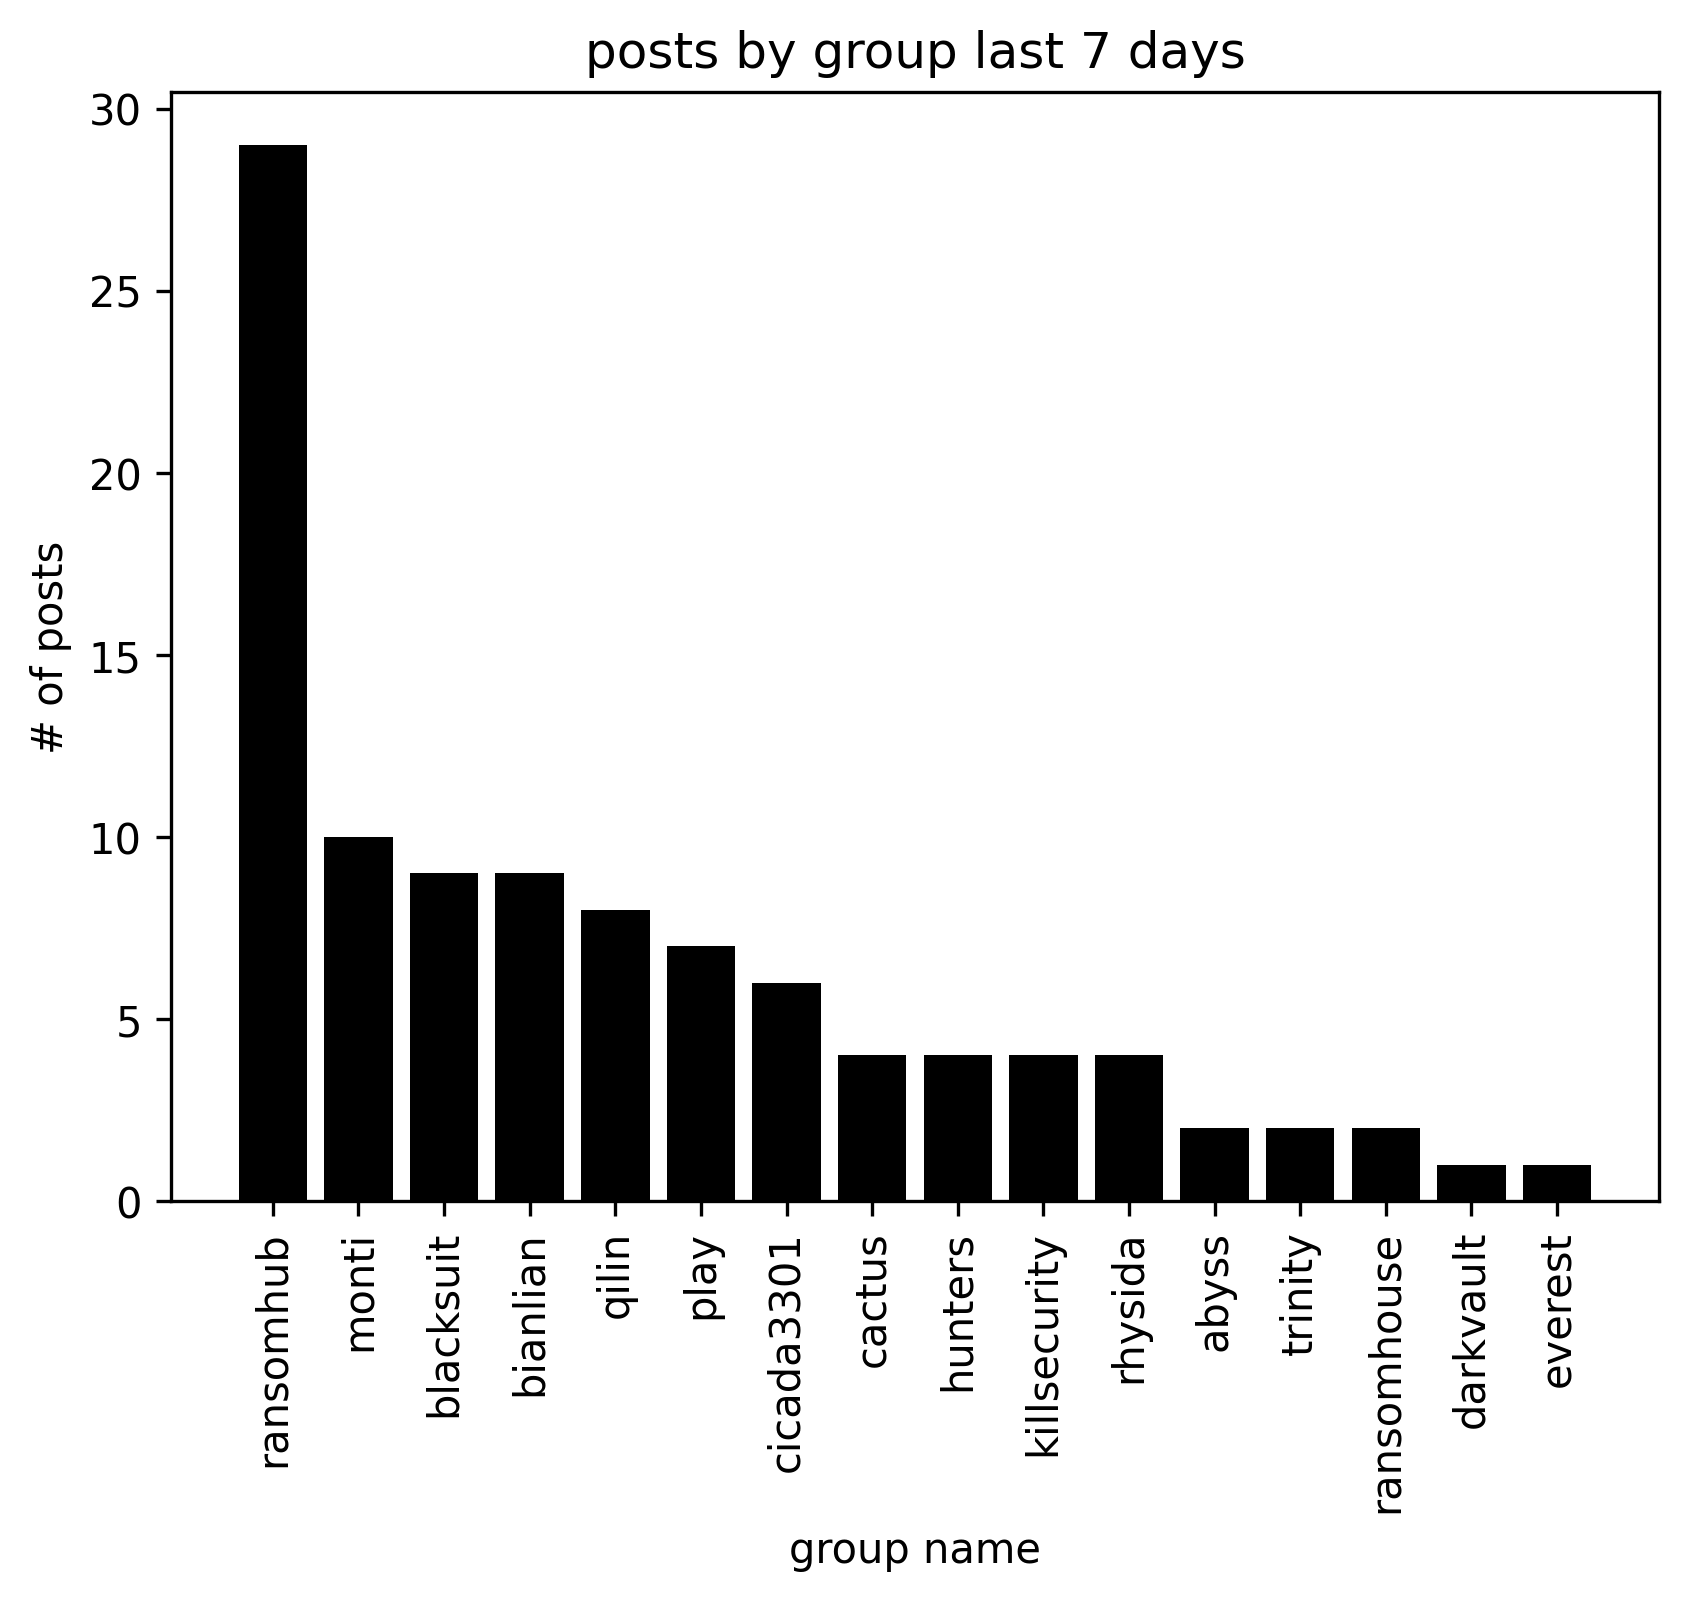 posts by group last 7 days
30
25
20
15
10
5
0
# of posts
ransomhub
monti
blacksuit
bianlian
qilin
play
cicada3301
cactus
hunters
killsecurity
rhysida
abyss
trinity
ransomhouse
darkvault
everest
group name